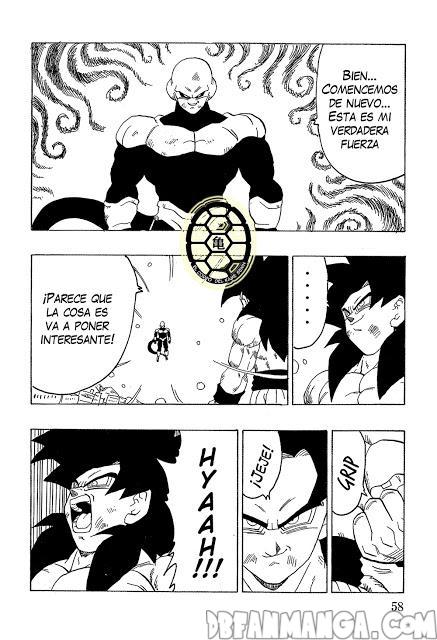 BIEN...
COMENCEMOS
DE NUEVO...
ESTA ES MI
VERDADERA
FUERZA
亀
¡PARECE QUE
LA COSA ES
VA A PONER
INTERESANTE!
......
HYAAH!!!
¡JEJE!
GRIP
58
DBFANMANGA.COM